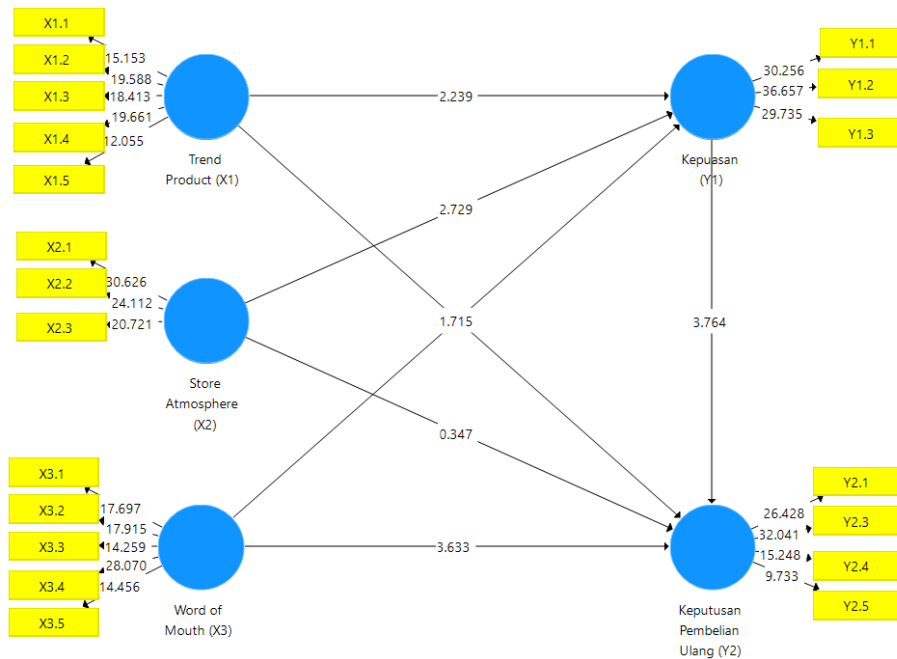 X1.1
X1.2
X1.3
X1.4
X1.5
15.153
19.588
18.413
19.661
12.055
Trend
Product (X1)
2.239
Kepuasan
(Y1)
30.256
36.657
29.735
Y1.1
Y1.2
Y1.3
X2.1
X2.2
X2.3
30.626
24.112
20.721
Store
Atmosphere
(X2)
2.729
1.715
3.764
0.347
X3.1
X3.2
X3.3
X3.4
X3.5
17.697
17.915
14.259
28.070
14.456
Word of
Mouth (X3)
3.633
Keputusan
Pembelian
Ulang (Y2)
26.428
32.041
15.248
9.733
Y2.1
Y2.3
Y2.4
Y2.5